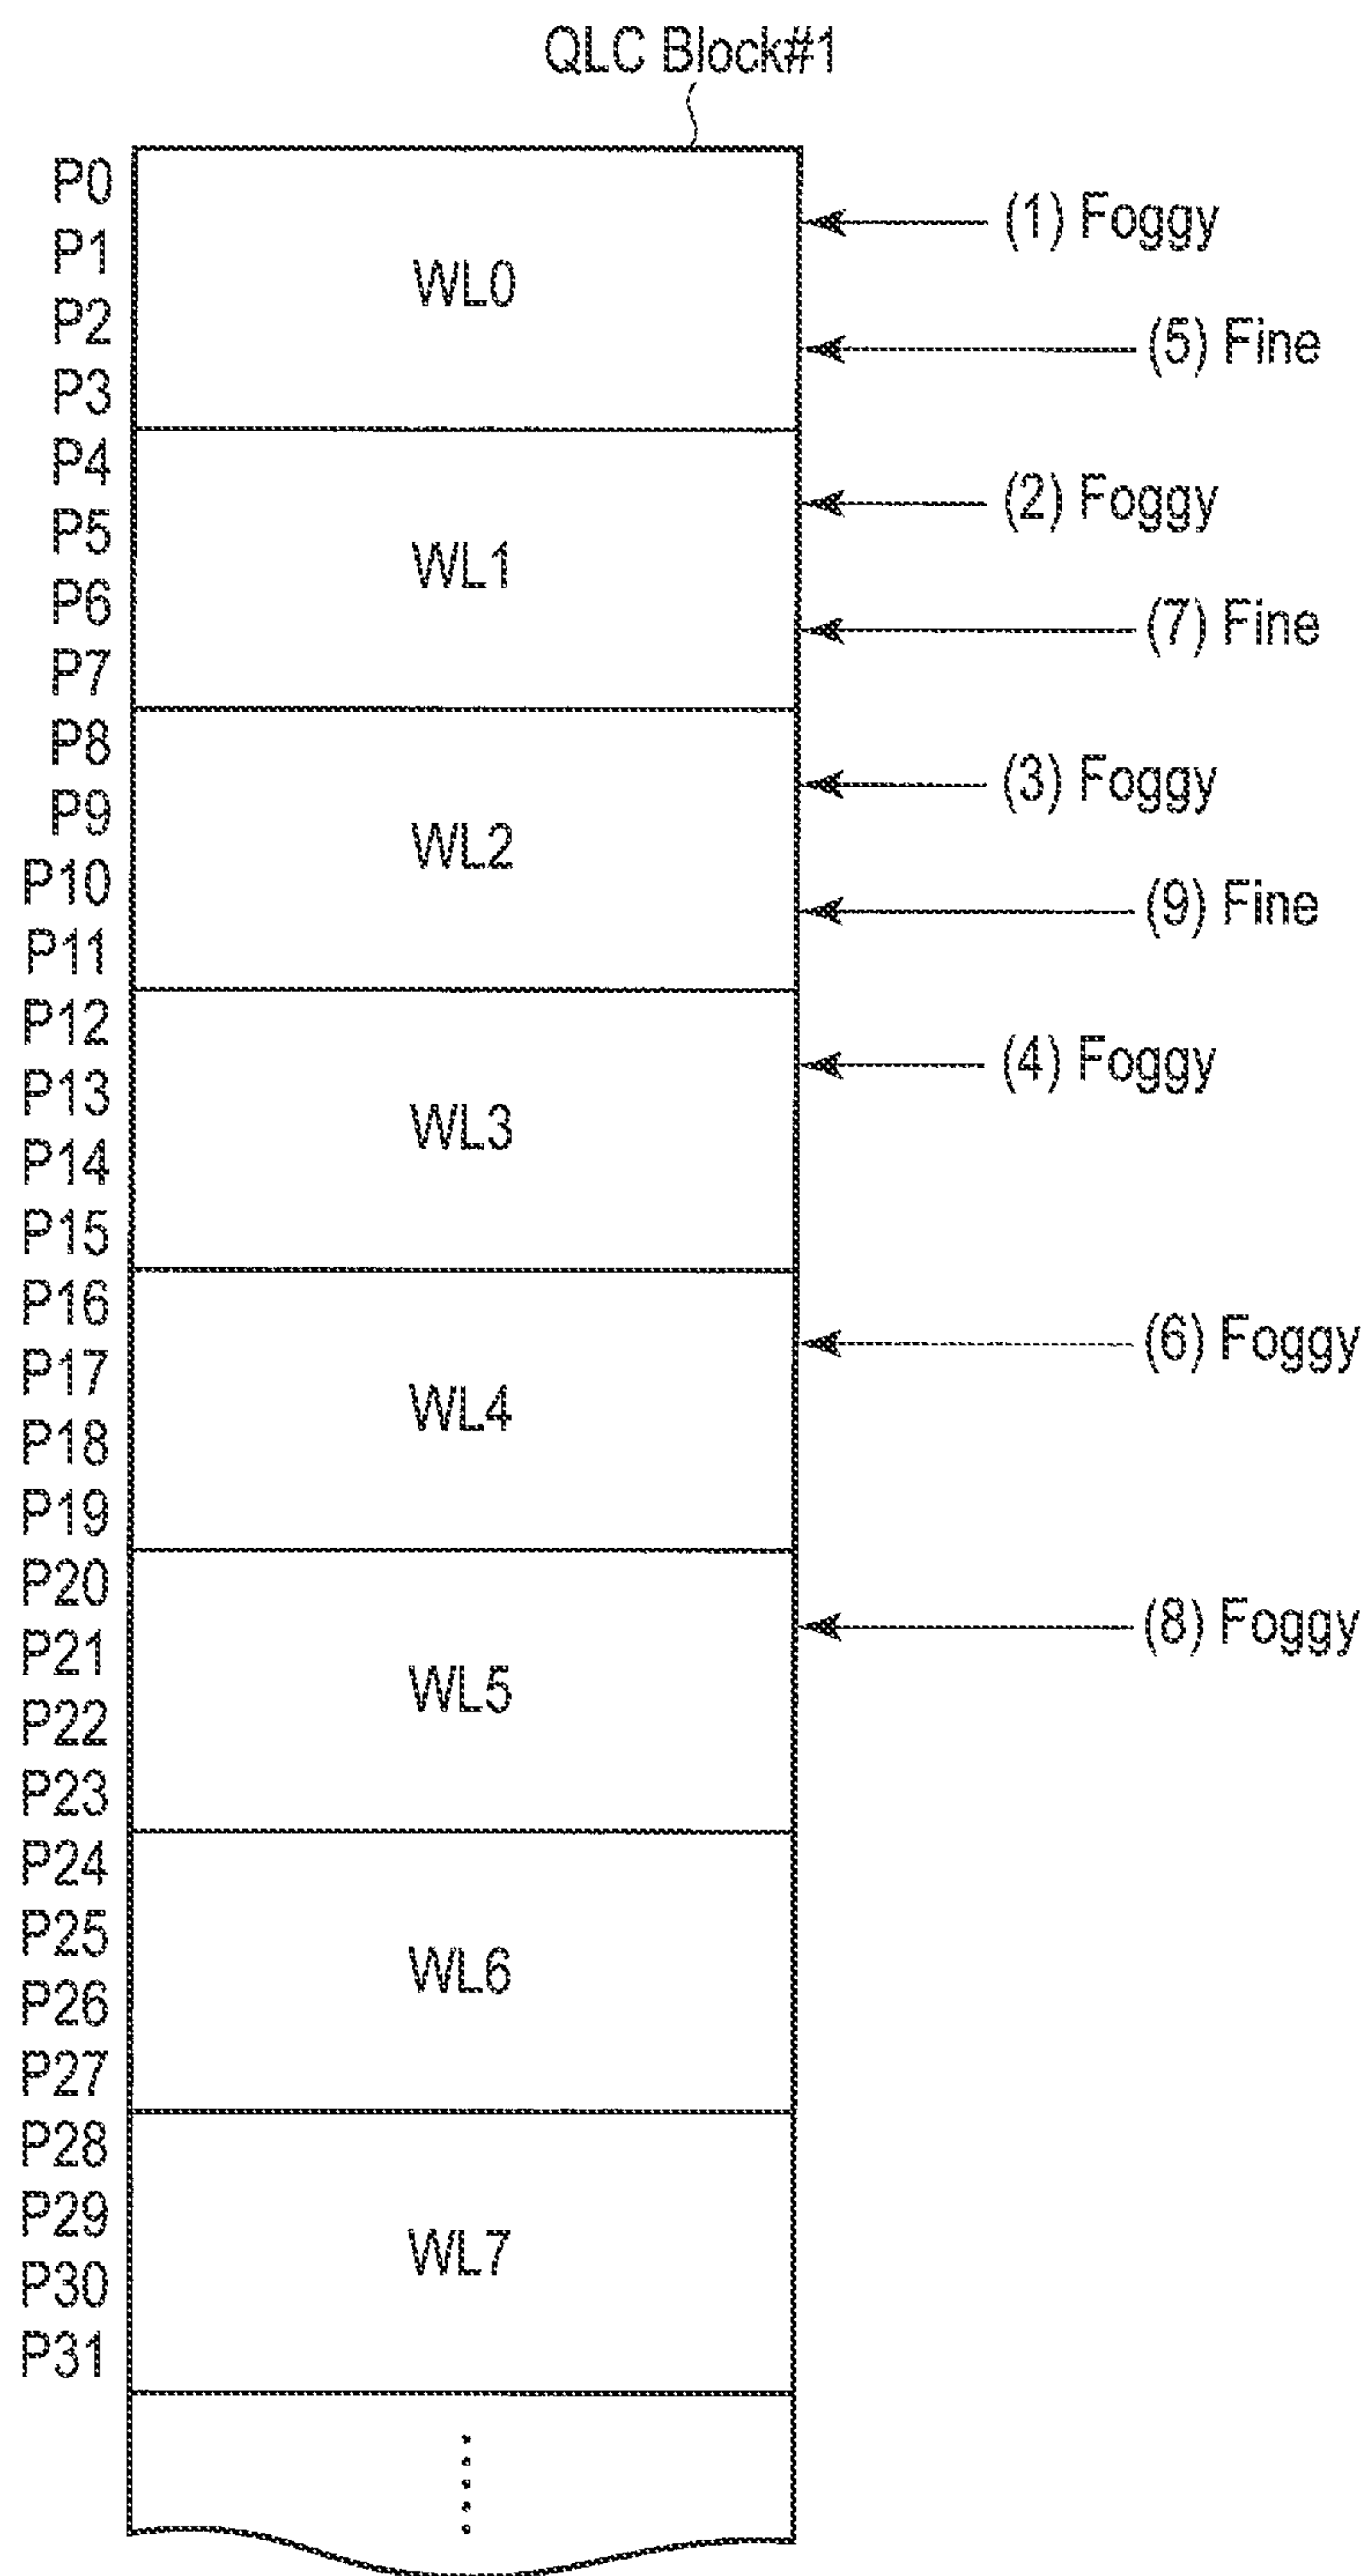 QLC Block#1
P0
(1) Foggy
P1
WL0
P2
(5) Fine
P3
P4
(2) Foggy
P5
WL1
P6
(7) Fine
P7
P8
(3) Foggy
P9
WL2
P10
(9) Fine
P11
P12
(4) Foggy
P13
WL3
P14
P15
P16
(6) Foggy
P17
WL4
P18
P19
P20
(8) Foggy
P21
WL5
P22
P23
P24
P25
WL6
P26
P27
P28
P29
WL7
P30
P31